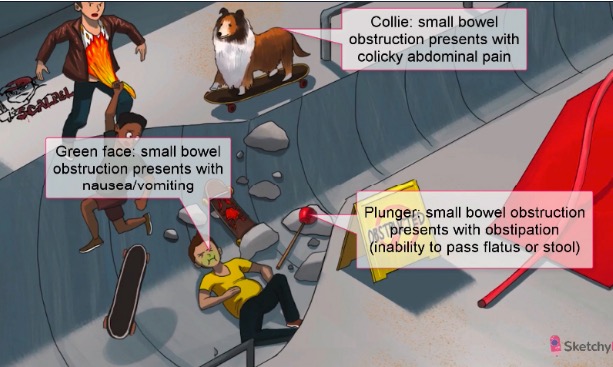 Collie: small bowel
obstruction presents with
colicky abdominal pain
Green face: small bowel
obstruction presents with
nausea/vomiting
Plunger: small bowel obstruction
presents with obstipation
(inability to pass flatus or stool)
OBSTRUCTED
Sketchy